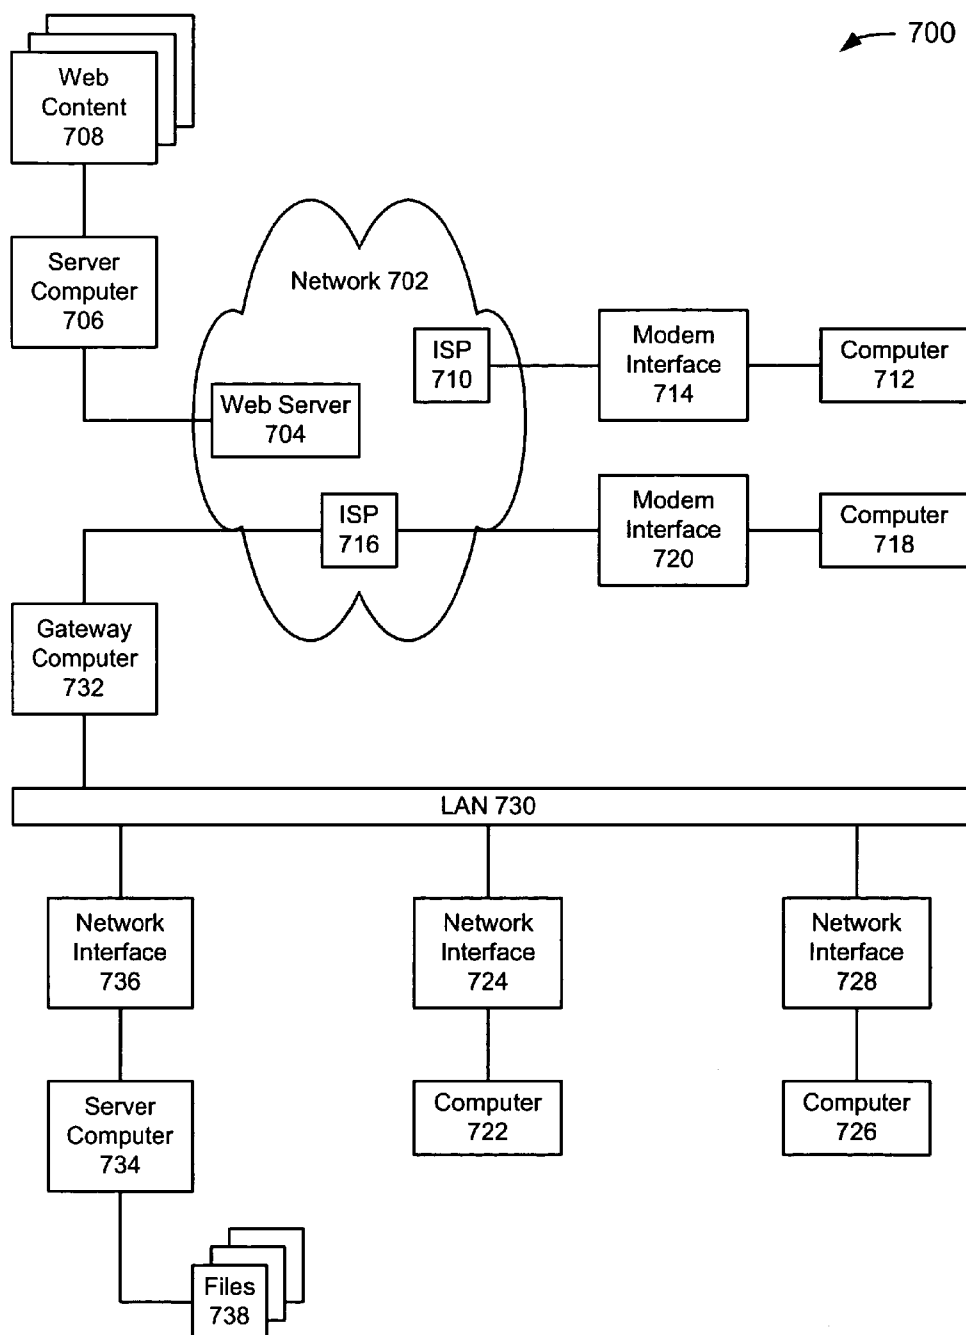 700
Web
Content
708
Server
Computer
706
Network 702
ISP
710
Modem
Interface
714
Computer
712
Web Server
704
ISP
716
Modem
Interface
720
Computer
718
Gateway
Computer
732
LAN 730
Network
Interface
736
Network
Interface
724
Network
Interface
728
Server
Computer
734
Computer
722
Computer
726
Files
738